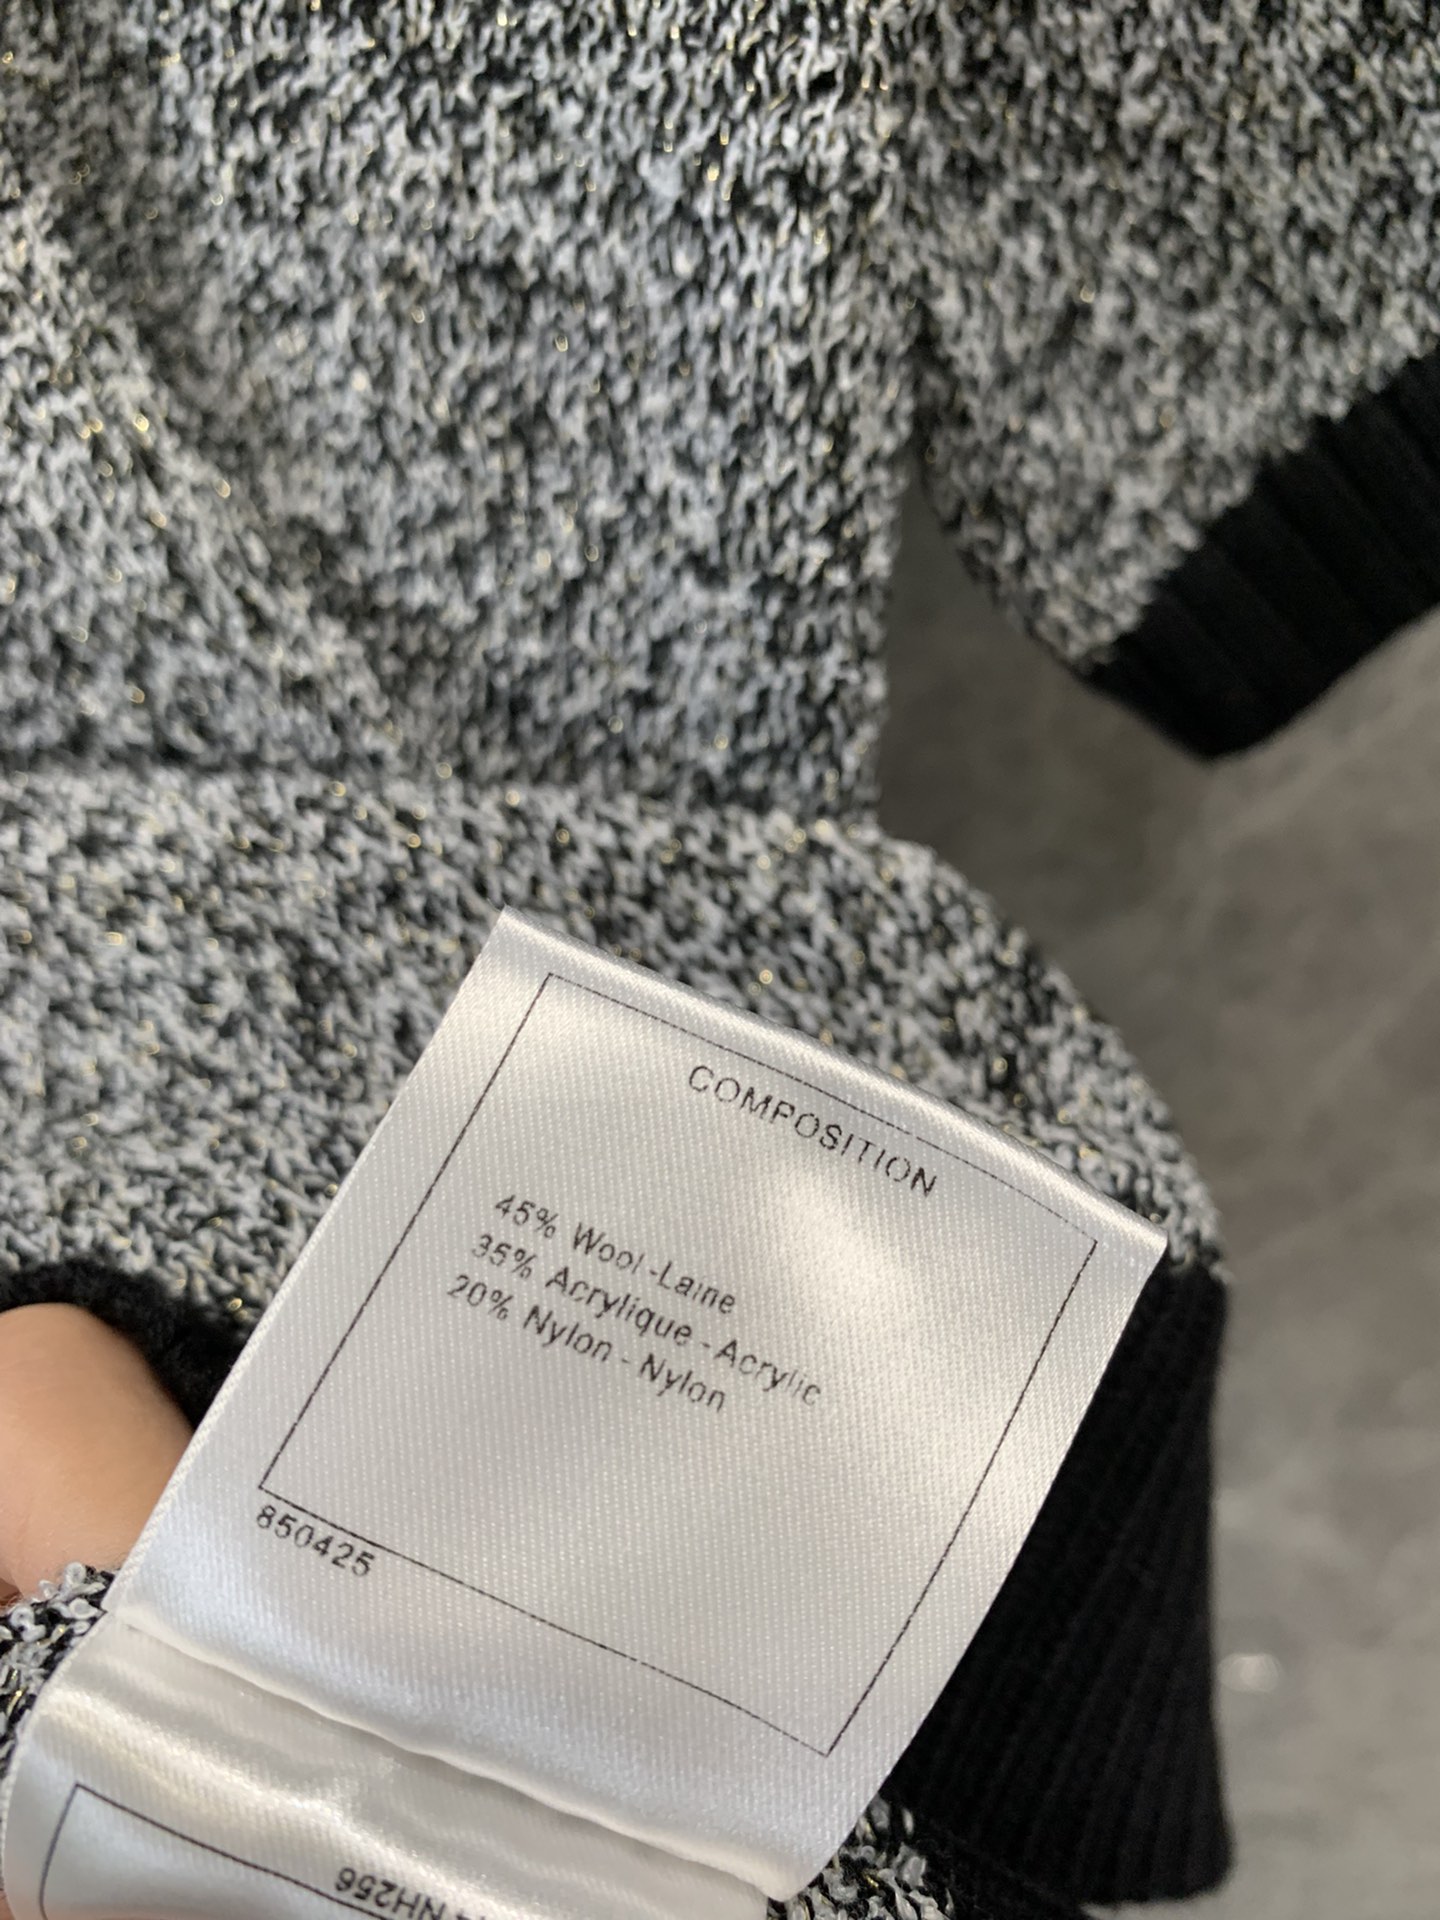 COMPOSITION
45% Wool-Laine
35% Acrylique - Acrylic
20% Nylon - Nylon
850425
NH256